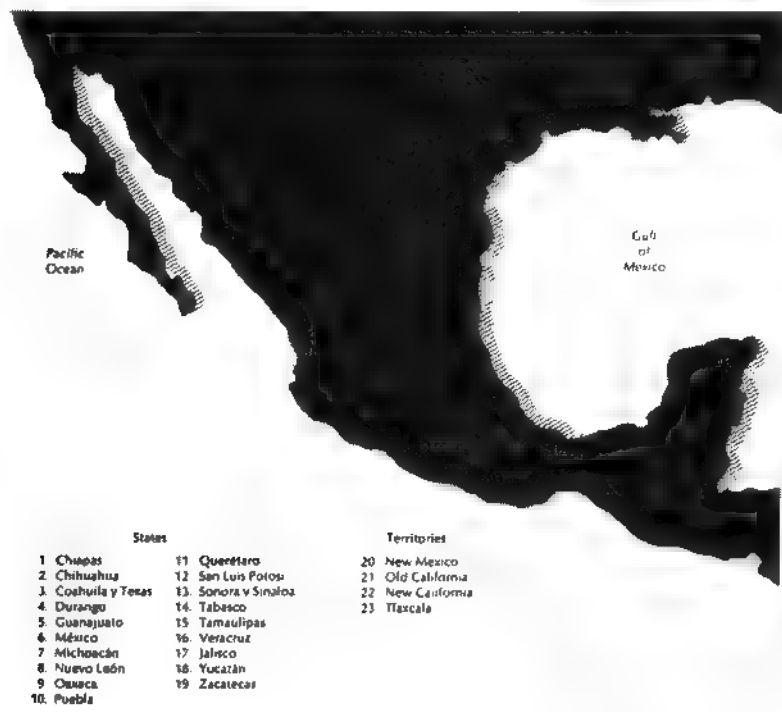 Pacific
Ocean
Gulf
of
Mexico
States
1 Chiapas
2. Chihuahua
3. Coahuila y Texas
4. Durango
5. Guanajuato
6. México
7 Michoacán
8. Nuevo León
9 Oaxaca
10. Puebla
11 Querétaro
12 San Luis Potosí
13. Sonora y Sinaloa
14. Tabasco
15 Tamaulipas
16. Veracruz
17 Jalisco
18. Yucatán
19 Zacatecas
Territories
20 New Mexico
21 Old California
22 New California
23 Tlaxcala